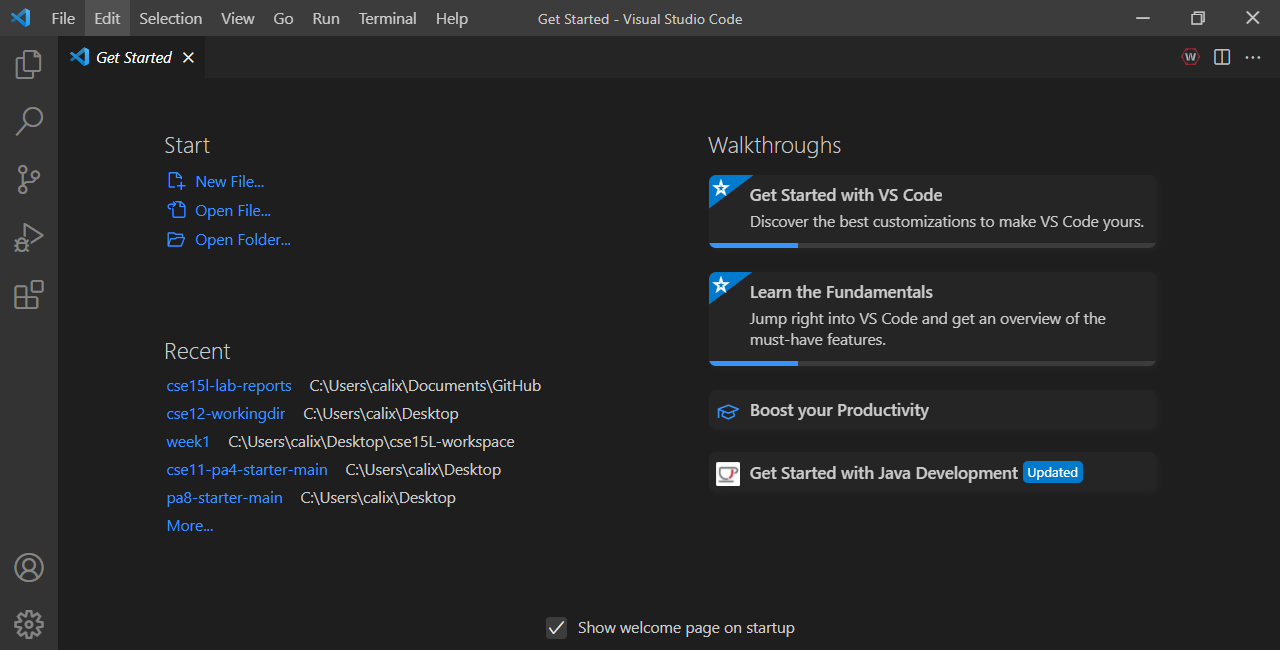 File Edit Selection View Go Run Terminal Help Get Started - Visual Studio Code
Get Started
W
Start
New File...
Open File...
Open Folder...
Recent
cse15l-lab-reports C:\Users\calix\Documents\GitHub
cse12-workingdir C:\Users\calix\Desktop
week1 C:\Users\calix\Desktop\cse15L-workspace
cse11-pa4-starter-main C:\Users\calix\Desktop
pa8-starter-main C:\Users\calix\Desktop
More...
Walkthroughs
Get Started with VS Code
Discover the best customizations to make VS Code yours.
Learn the Fundamentals
Jump right into VS Code and get an overview of the
must-have features.
Boost your Productivity
Get Started with Java Development Updated
Show welcome page on startup